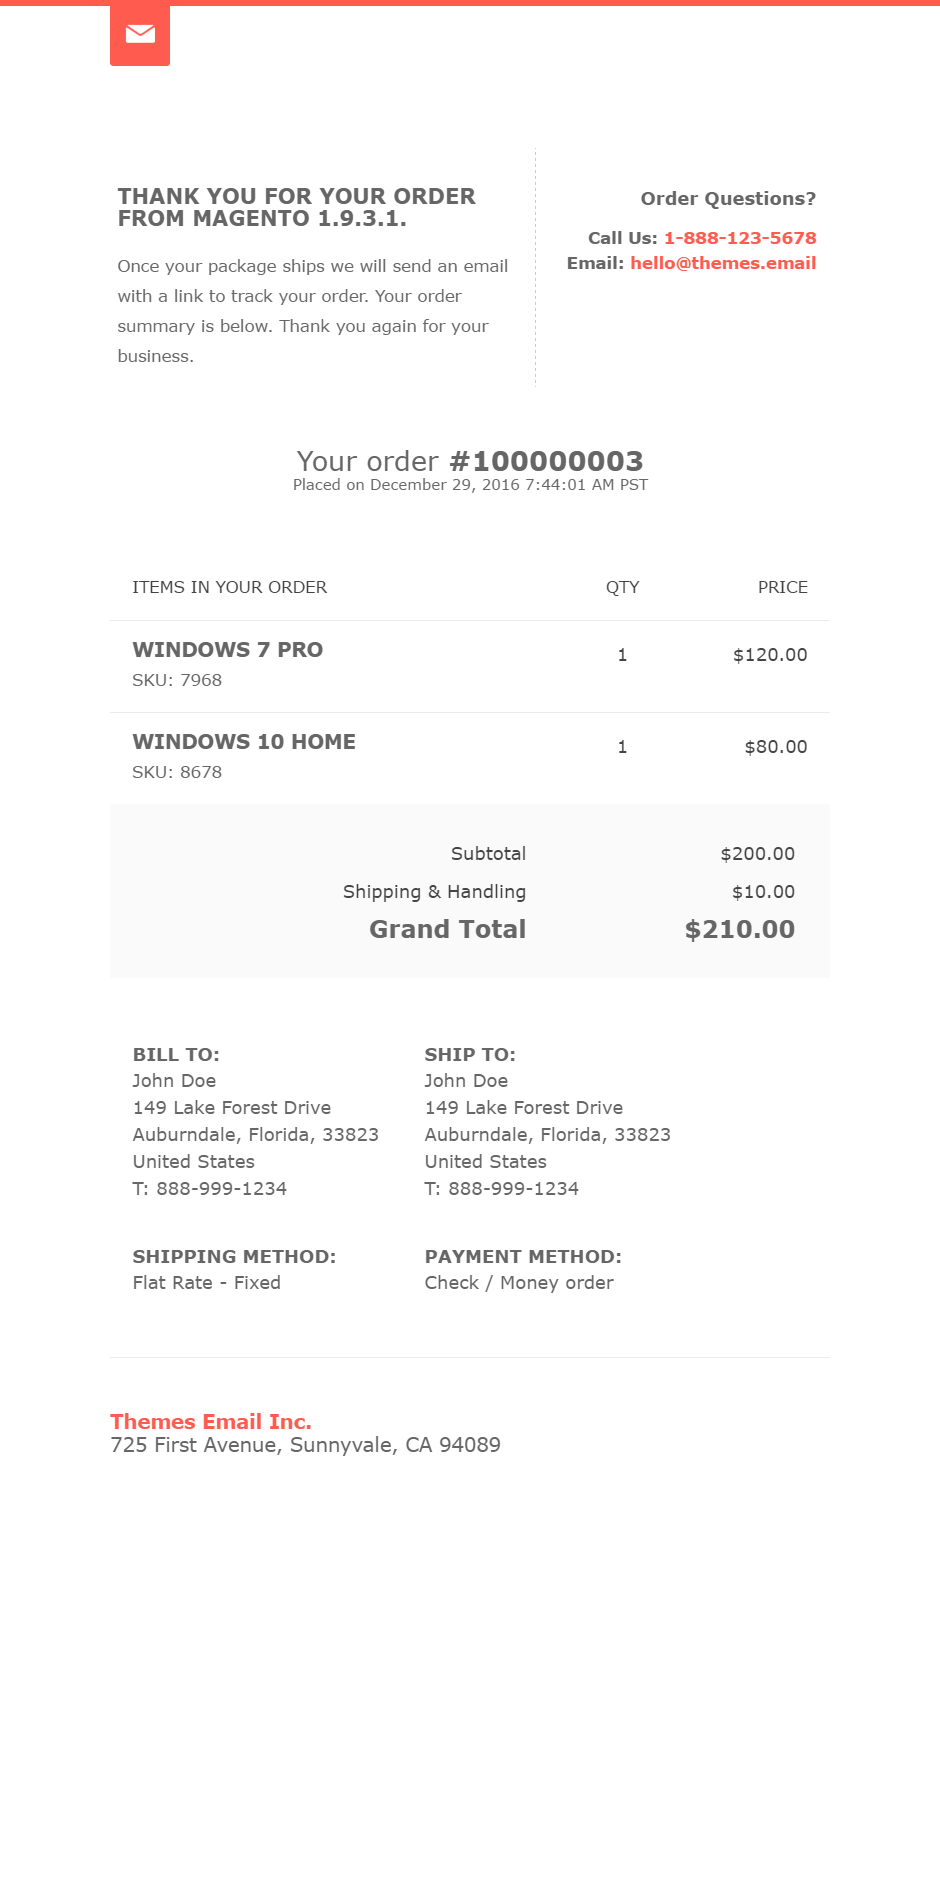 THANK YOU FOR YOUR ORDER
FROM MAGENTO 1.9.3.1.
Once your package ships we will send an email
with a link to track your order. Your order
summary is below. Thank you again for your
business.
Order Questions?
Call Us: 1-888-123-5678
Email: hello@themes.email
Your order #100000003
Placed on December 29, 2016 7:44:01 AM PST
ITEMS IN YOUR ORDER QTY PRICE
WINDOWS 7 PRO 1 $120.00
SKU: 7968
WINDOWS 10 HOME 1 $80.00
SKU: 8678
Subtotal $200.00
Shipping & Handling $10.00
Grand Total $210.00
BILL TO:
John Doe
149 Lake Forest Drive
Auburndale, Florida, 33823
United States
T: 888-999-1234
SHIP TO:
John Doe
149 Lake Forest Drive
Auburndale, Florida, 33823
United States
T: 888-999-1234
SHIPPING METHOD:
Flat Rate - Fixed
PAYMENT METHOD:
Check / Money order
Themes Email Inc.
725 First Avenue, Sunnyvale, CA 94089